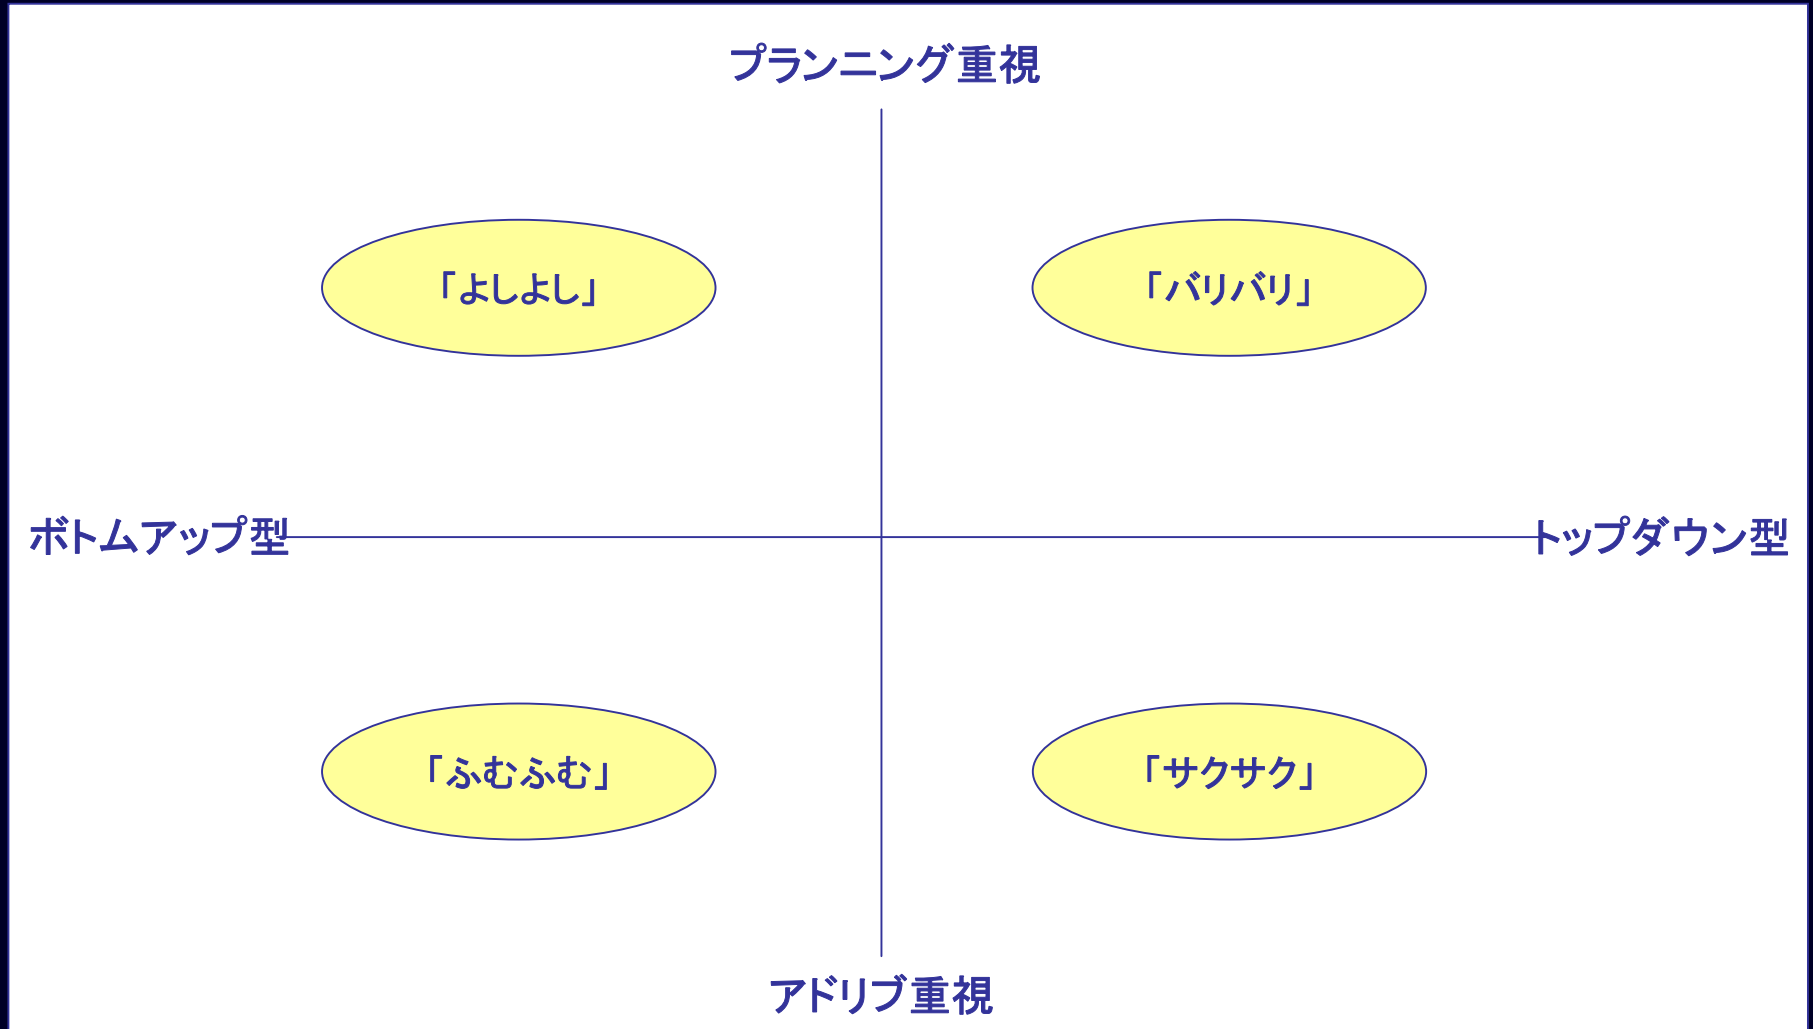 プランニング重視
「よしよし」
「バリバリ」
ボトムアップ型
トップダウン型
「ふむふむ」
「サクサク」
アドリブ重視